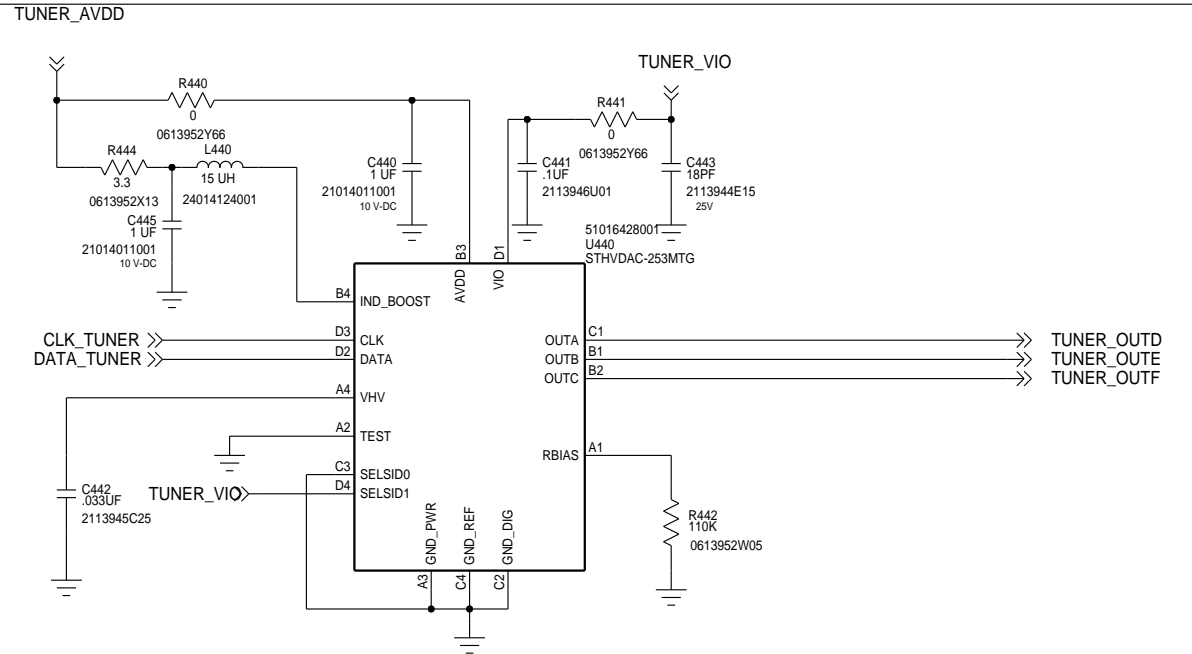 TUNER_AVDD
TUNER_VIO
R440
0
0613952Y66
R441
0
0613952Y66
R444
3.3
0613952X13
L440
15 UH
24014124001
C440
1 UF
21014011001
10 V-DC
C441
.1UF
2113946U01
C443
18PF
2113944E15
25V
C445
1 UF
21014011001
10 V-DC
51016428001
U440
STHVDAC-253MTG
B3
AVDD
D1
VIO
B4
IND_BOOST
CLK_TUNER
D3
CLK
DATA_TUNER
D2
DATA
OUTA
C1
TUNER_OUTD
OUTB
B1
TUNER_OUTE
OUTC
B2
TUNER_OUTF
A4
VHV
A2
TEST
RBIAS
A1
C3
SELSID0
TUNER_VIO
D4
SELSID1
C442
.033UF
2113945C25
R442
110K
0613952W05
GND_PWR
GND_REF
GND_DIG
A3
C4
C2